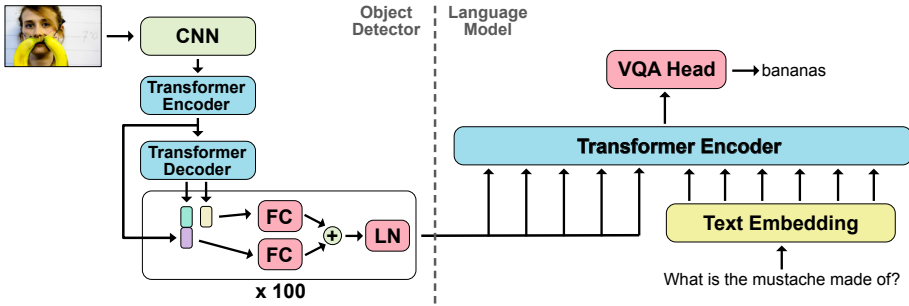 Object
Detector
Language
Model
CNN
Transformer
Encoder
Transformer
Decoder
FC
FC
+
LN
x 100
VQA Head
bananas
Transformer Encoder
Text Embedding
What is the mustache made of?